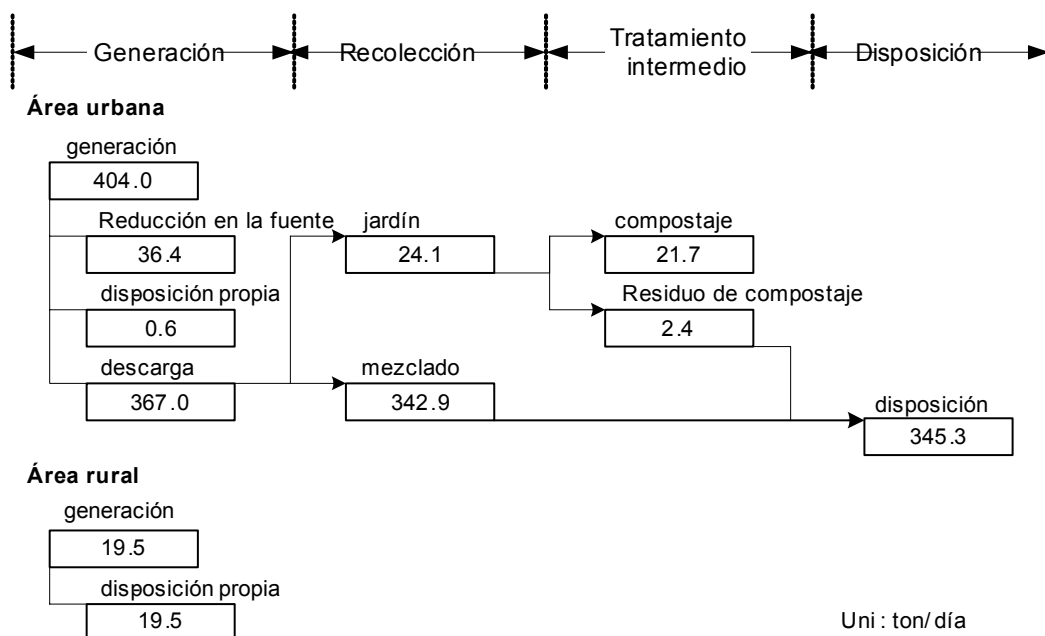 Generación
Recolección
Tratamiento
intermedio
Disposición
Área urbana
generación
404.0
Reducción en la fuente
36.4
disposición propia
0.6
descarga
367.0
jardín
24.1
mezclado
342.9
compostaje
21.7
Residuo de compostaje
2.4
disposición
345.3
Área rural
generación
19.5
disposición propia
19.5
Uni : ton/día